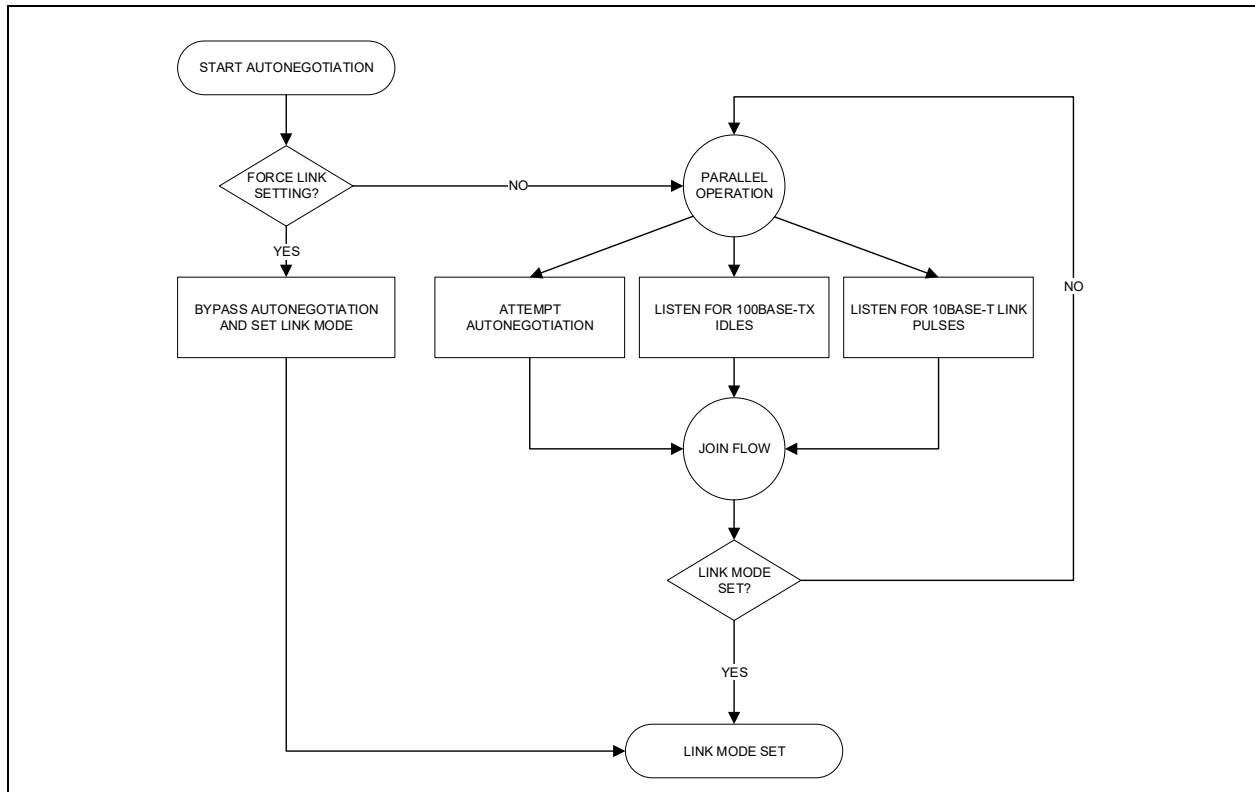 START AUTONEGOTIATION
FORCE LINK
SETTING?
NO
YES
PARALLEL
OPERATION
BYPASS AUTONEGOTIATION
AND SET LINK MODE
ATTEMPT
AUTONEGOTIATION
LISTEN FOR 100BASE-TX
IDLES
LISTEN FOR 10BASE-T LINK
PULSES
NO
JOIN FLOW
LINK MODE
SET?
YES
LINK MODE SET